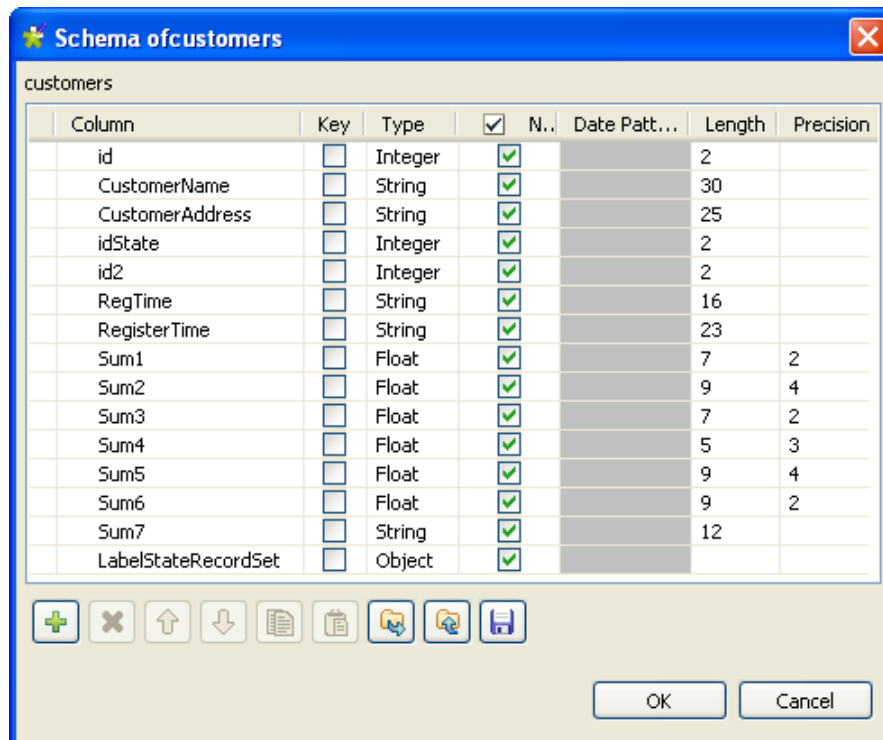 Schema ofcustomers
customers
Column Key Type N.. Date Patt... Length Precision
id Integer 2
CustomerName String 30
CustomerAddress String 25
idState Integer 2
id2 Integer 2
RegTime String 16
RegisterTime String 23
Sum1 Float 7 2
Sum2 Float 9 4
Sum3 Float 7 2
Sum4 Float 5 3
Sum5 Float 9 4
Sum6 Float 9 2
Sum7 String 12
LabelStateRecordSet Object
OK Cancel